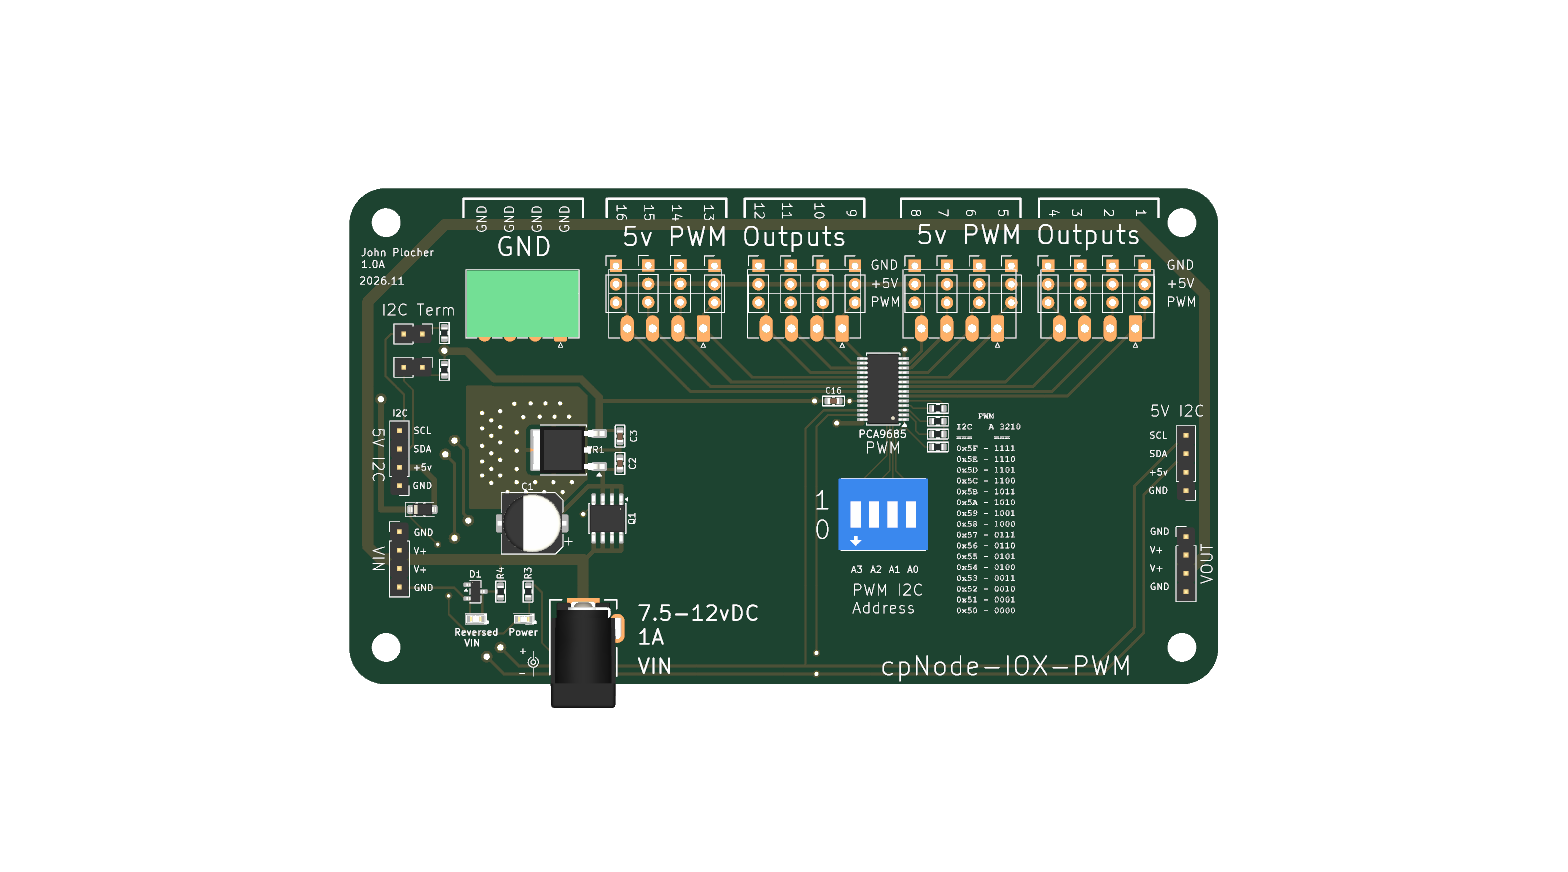 GND GND GND GND
GND
16 15 14 13
12 11 10 9
5v PWM Outputs
8 7 6 5
4 3 2 1
5v PWM Outputs
John Plocher
1.0A
2026.11
GND
+5V
PWM
GND
+5V
PWM
I2C Term
C16
PCA9685
PWM
I2C
5V I2C
SCL
SDA
+5v
GND
C3
C2
C1
+
Q1
PWM
I2C A 3210
=== ===
0x5F - 1111
0x5E - 1110
0x5D - 1101
0x5C - 1100
0x5B - 1011
0x5A - 1010
0x59 - 1001
0x58 - 1000
0x57 - 0111
0x56 - 0110
0x55 - 0101
0x54 - 0100
0x53 - 0011
0x52 - 0010
0x51 - 0001
0x50 - 0000
5V I2C
SCL
SDA
+5v
GND
1
0
A3 A2 A1 A0
PWM I2C
Address
VIN
GND
V+
V+
GND
GND
V+
V+
GND
VOUT
D1
R4
R3
Reversed
VIN
Power
+
-
7.5-12vDC
1A
VIN
cpNode-IOX-PWM